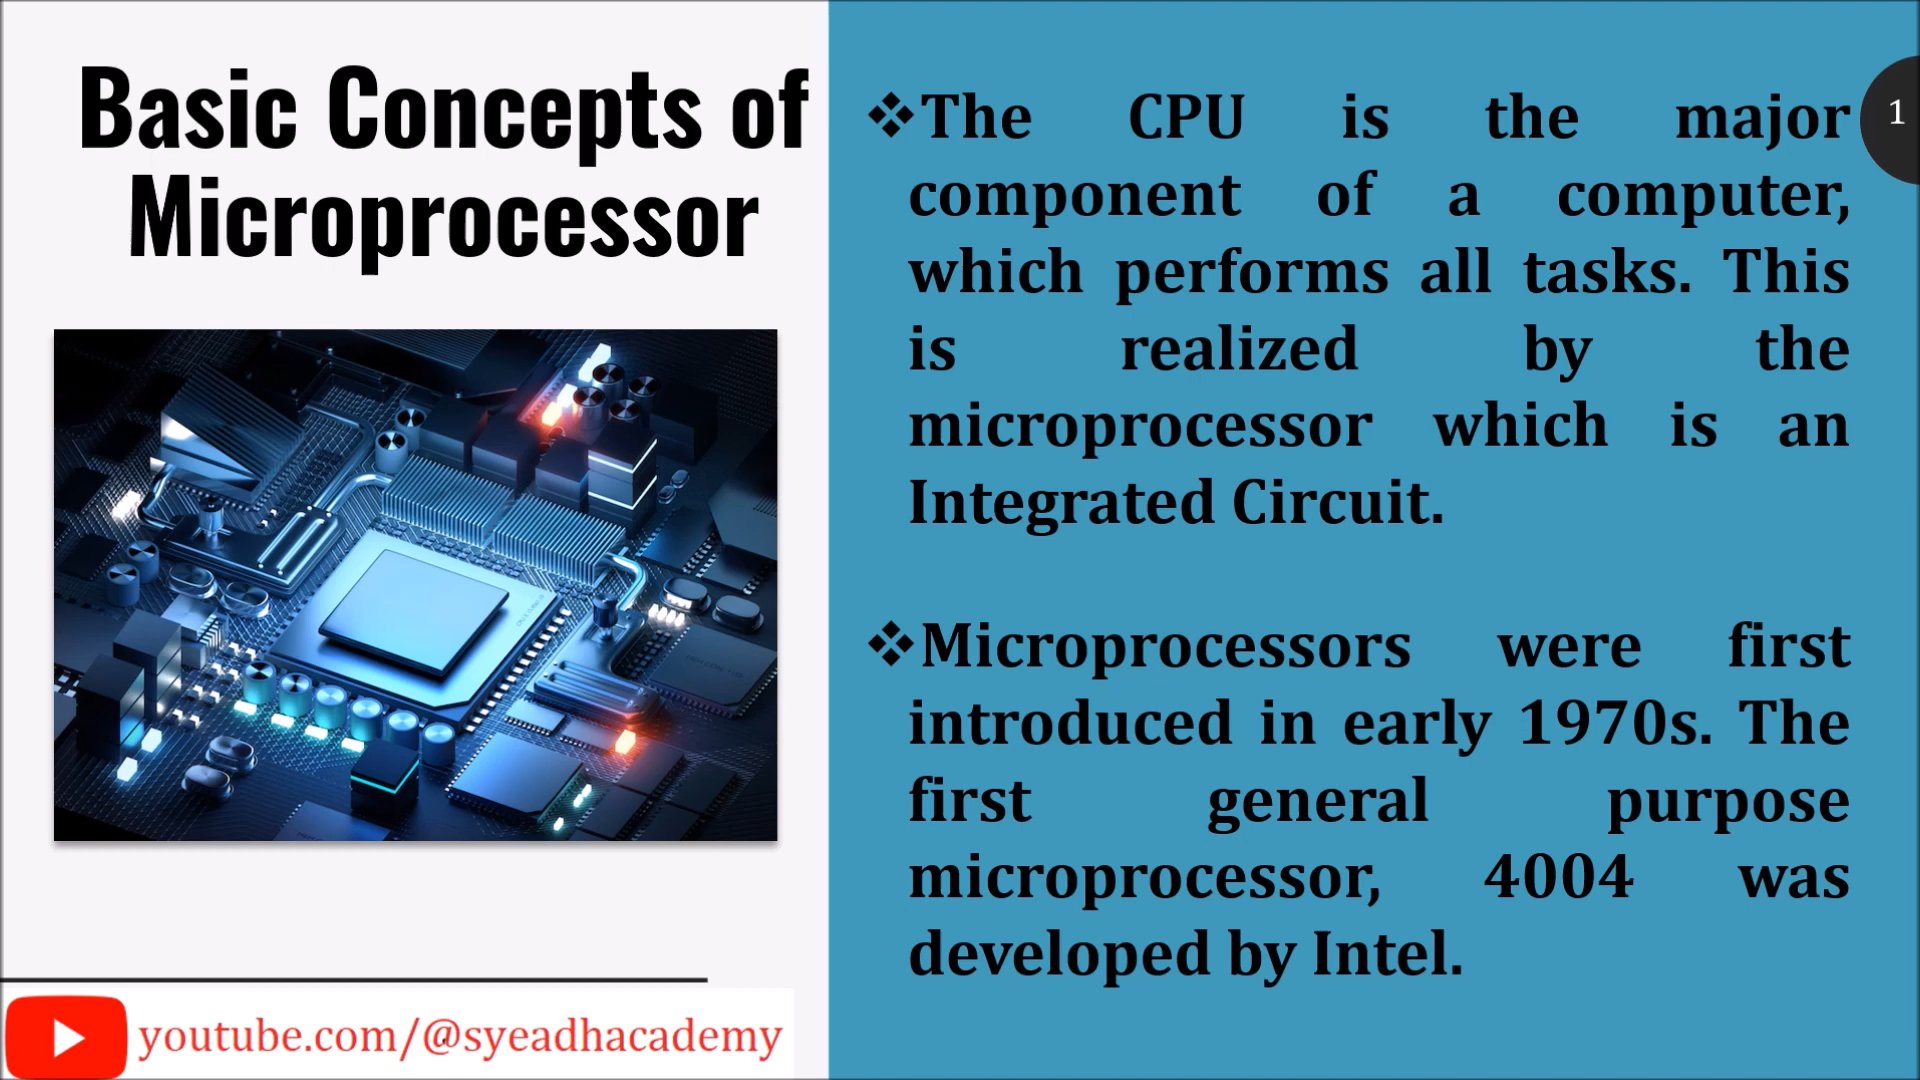 Basic Concepts of
Microprocessor
❖The CPU is the major
component of a computer,
which performs all tasks. This
is realized by the
microprocessor which is an
Integrated Circuit.
❖Microprocessors were first
introduced in early 1970s. The
first general purpose
microprocessor, 4004 was
developed by Intel.
1
youtube.com/@syeadhacademy